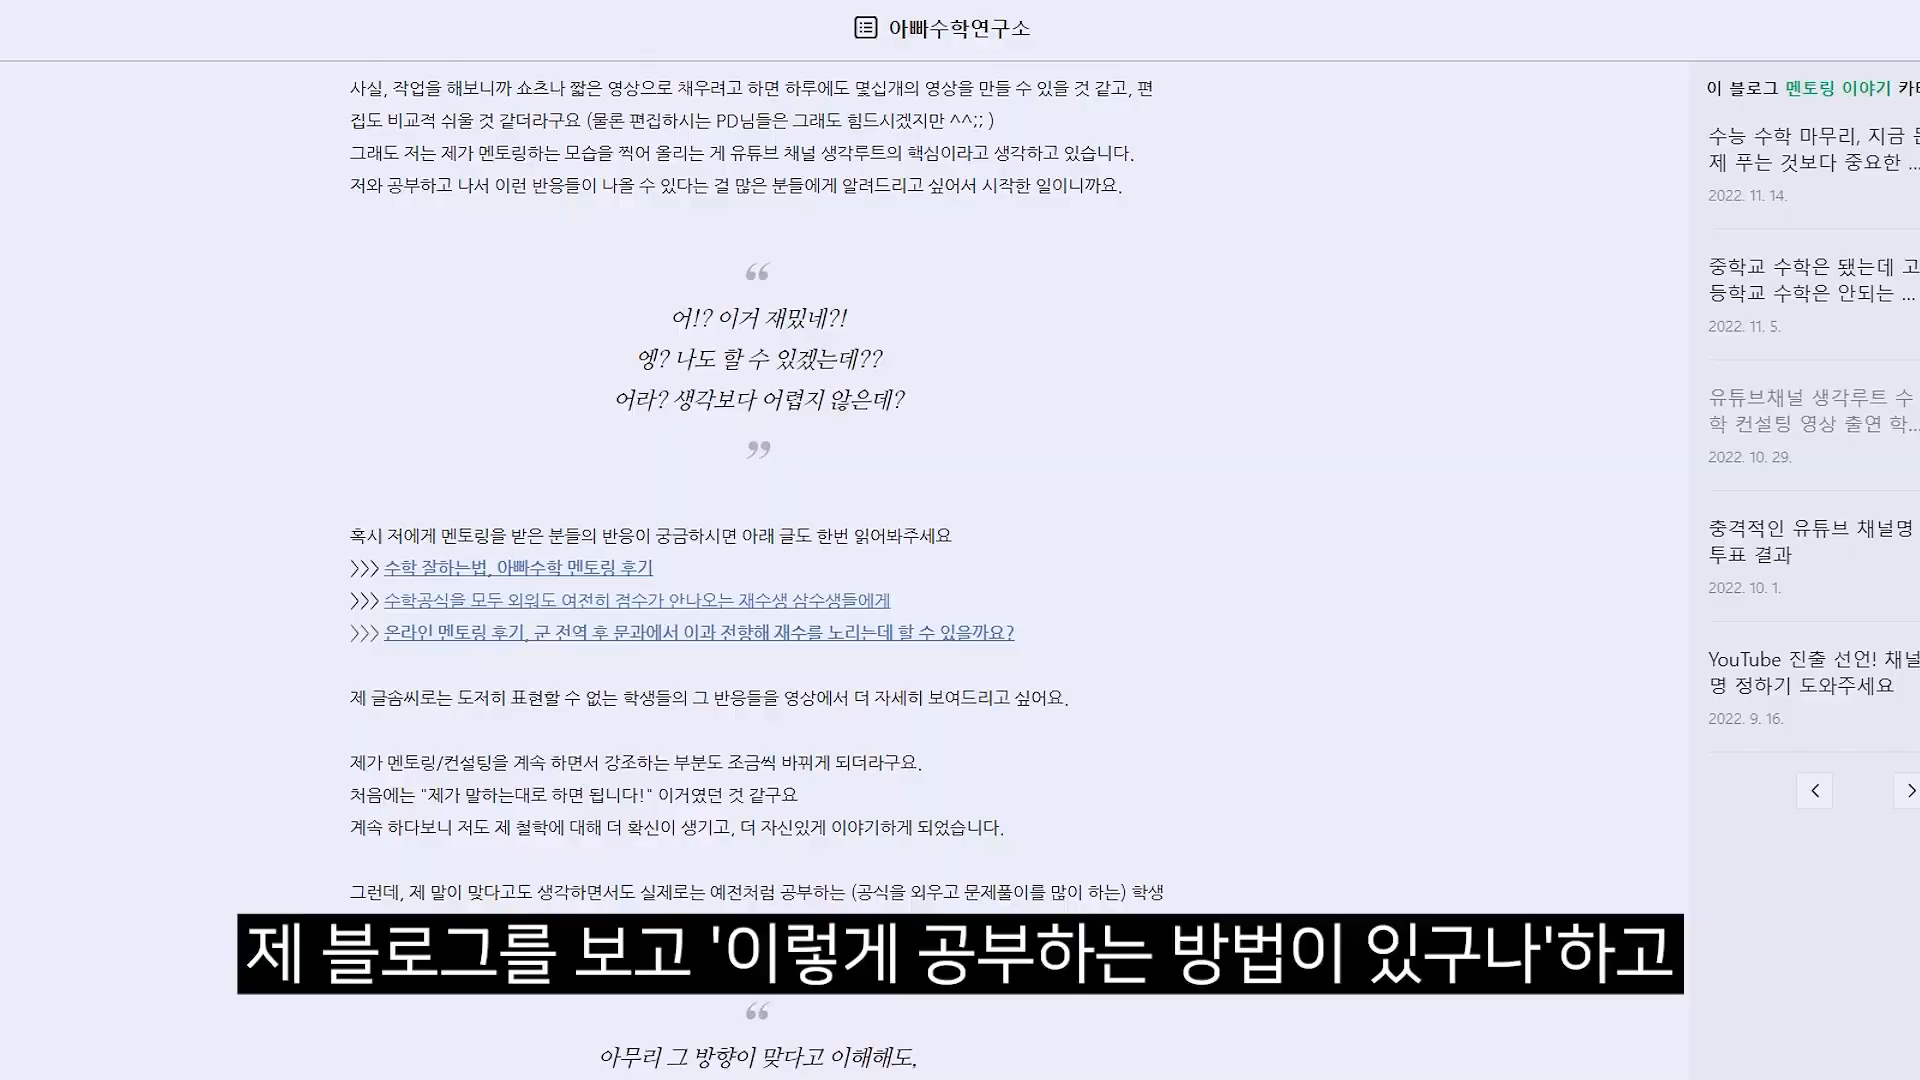 아빠수학연구소
사실, 작업을 해보니까 쇼츠나 짧은 영상으로 채우려고 하면 하루에도 몇십개의 영상을 만들 수 있을 것 같고, 편
집도 비교적 쉬울 것 같더라구요 (물론 편집하시는 PD님들은 그래도 힘드시겠지만 ^^;; )
그래도 저는 제가 멘토링하는 모습을 찍어 올리는 게 유튜브 채널 생각루트의 핵심이라고 생각하고 있습니다.
저와 공부하고 나서 이런 반응들이 나올 수 있다는 걸 많은 분들에게 알려드리고 싶어서 시작한 일이니까요.
“
어!? 이거 재밌네?!
엥? 나도 할 수 있겠는데??
어라? 생각보다 어렵지 않은데?
”
혹시 저에게 멘토링을 받은 분들의 반응이 궁금하시면 아래 글도 한번 읽어봐주세요
>>> 수학 잘하는법, 아빠수학 멘토링 후기
>>> 수학공식을 모두 외워도 여전히 점수가 안나오는 재수생 삼수생들에게
>>> 온라인 멘토링 후기, 군 전역 후 문과에서 이과 전향해 재수를 노리는데 할 수 있을까요?
제 글솜씨로는 도저히 표현할 수 없는 학생들의 그 반응들을 영상에서 더 자세히 보여드리고 싶어요.
제가 멘토링/컨설팅을 계속 하면서 강조하는 부분도 조금씩 바뀌게 되더라구요.
처음에는 "제가 말하는대로 하면 됩니다!" 이거였던 것 같구요
계속 하다보니 저도 제 철학에 대해 더 확신이 생기고, 더 자신있게 이야기하게 되었습니다.
그런데, 제 말이 맞다고도 생각하면서도 실제로는 예전처럼 공부하는 (공식을 외우고 문제풀이를 많이 하는) 학생
제 블로그를 보고 '이렇게 공부하는 방법이 있구나'하고
“
아무리 그 방향이 맞다고 이해해도,
이 블로그 멘토링 이야기
수능 수학 마무리, 지금
제 푸는 것보다 중요한 ...
2022. 11. 14.
중학교 수학은 됐는데 고
등학교 수학은 안되는 ...
2022. 11. 5.
유튜브채널 생각루트 수
학 컨설팅 영상 출연 학...
2022. 10. 29.
충격적인 유튜브 채널명
투표 결과
2022. 10. 1.
YouTube 진출 선언! 채널
명 정하기 도와주세요
2022. 9. 16.